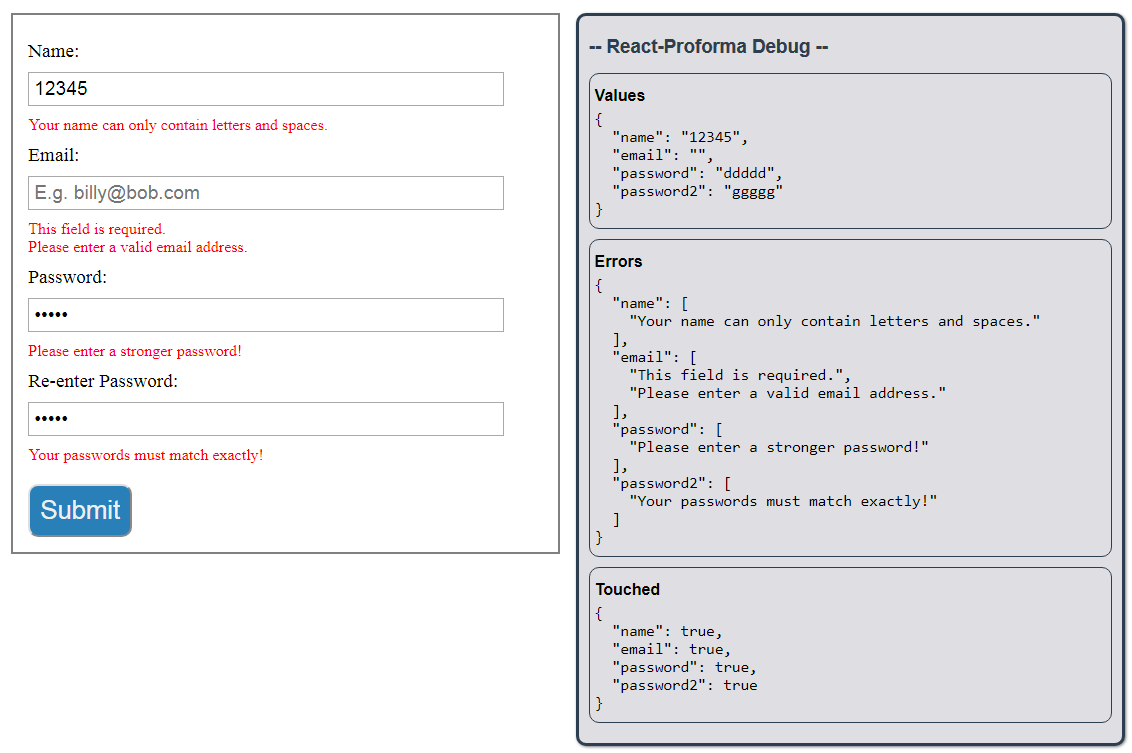 Name:
12345
Your name can only contain letters and spaces.
Email:
E.g. billy@bob.com
This field is required.
Please enter a valid email address.
Password:
•••••
Please enter a stronger password!
Re-enter Password:
•••••
Your passwords must match exactly!
Submit
-- React-Proforma Debug --
Values
{
  "name": "12345",
  "email": "",
  "password": "ddddd",
  "password2": "ggggg"
}
Errors
{
  "name": [
    "Your name can only contain letters and spaces."
  ],
  "email": [
    "This field is required.",
    "Please enter a valid email address."
  ],
  "password": [
    "Please enter a stronger password!"
  ],
  "password2": [
    "Your passwords must match exactly!"
  ]
}
Touched
{
  "name": true,
  "email": true,
  "password": true,
  "password2": true
}